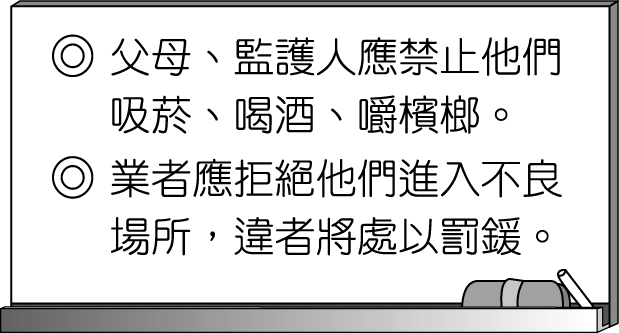 ◎ 父母、監護人應禁止他們
吸菸、喝酒、嚼檳榔。
◎ 業者應拒絕他們進入不良
場所，違者將處以罰鍰。